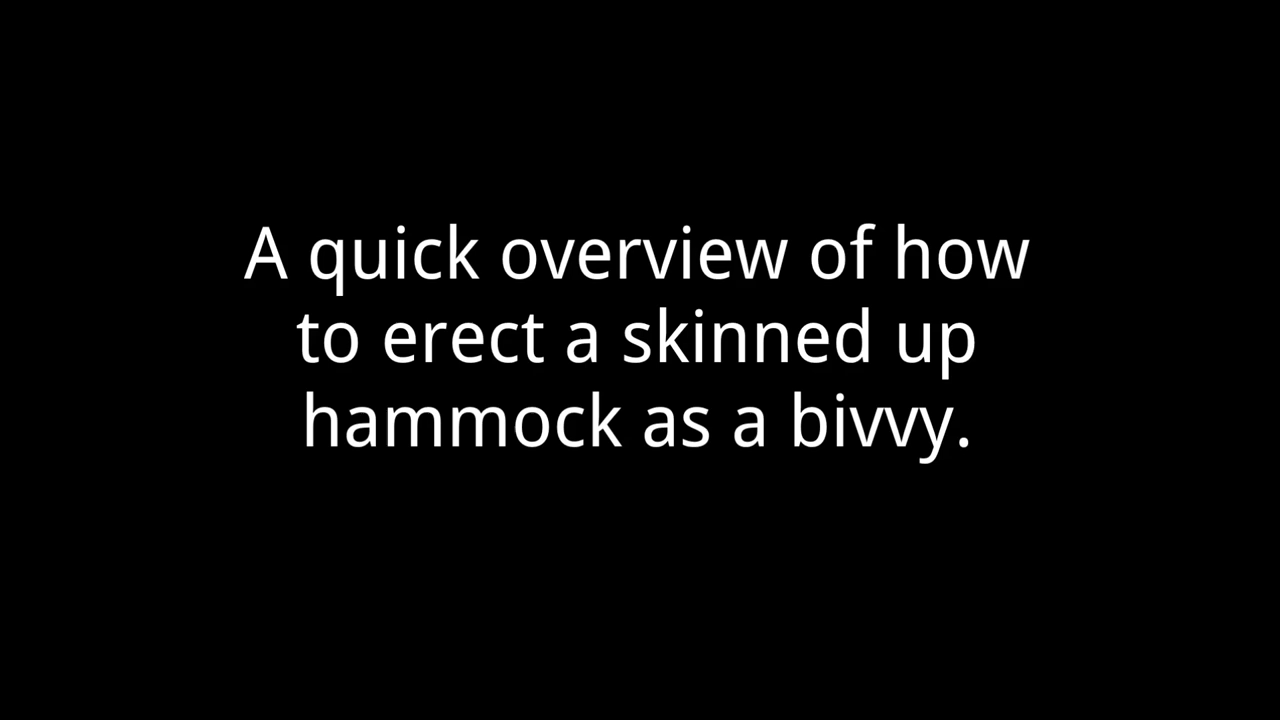 A quick overview of how
to erect a skinned up
hammock as a bivvy.